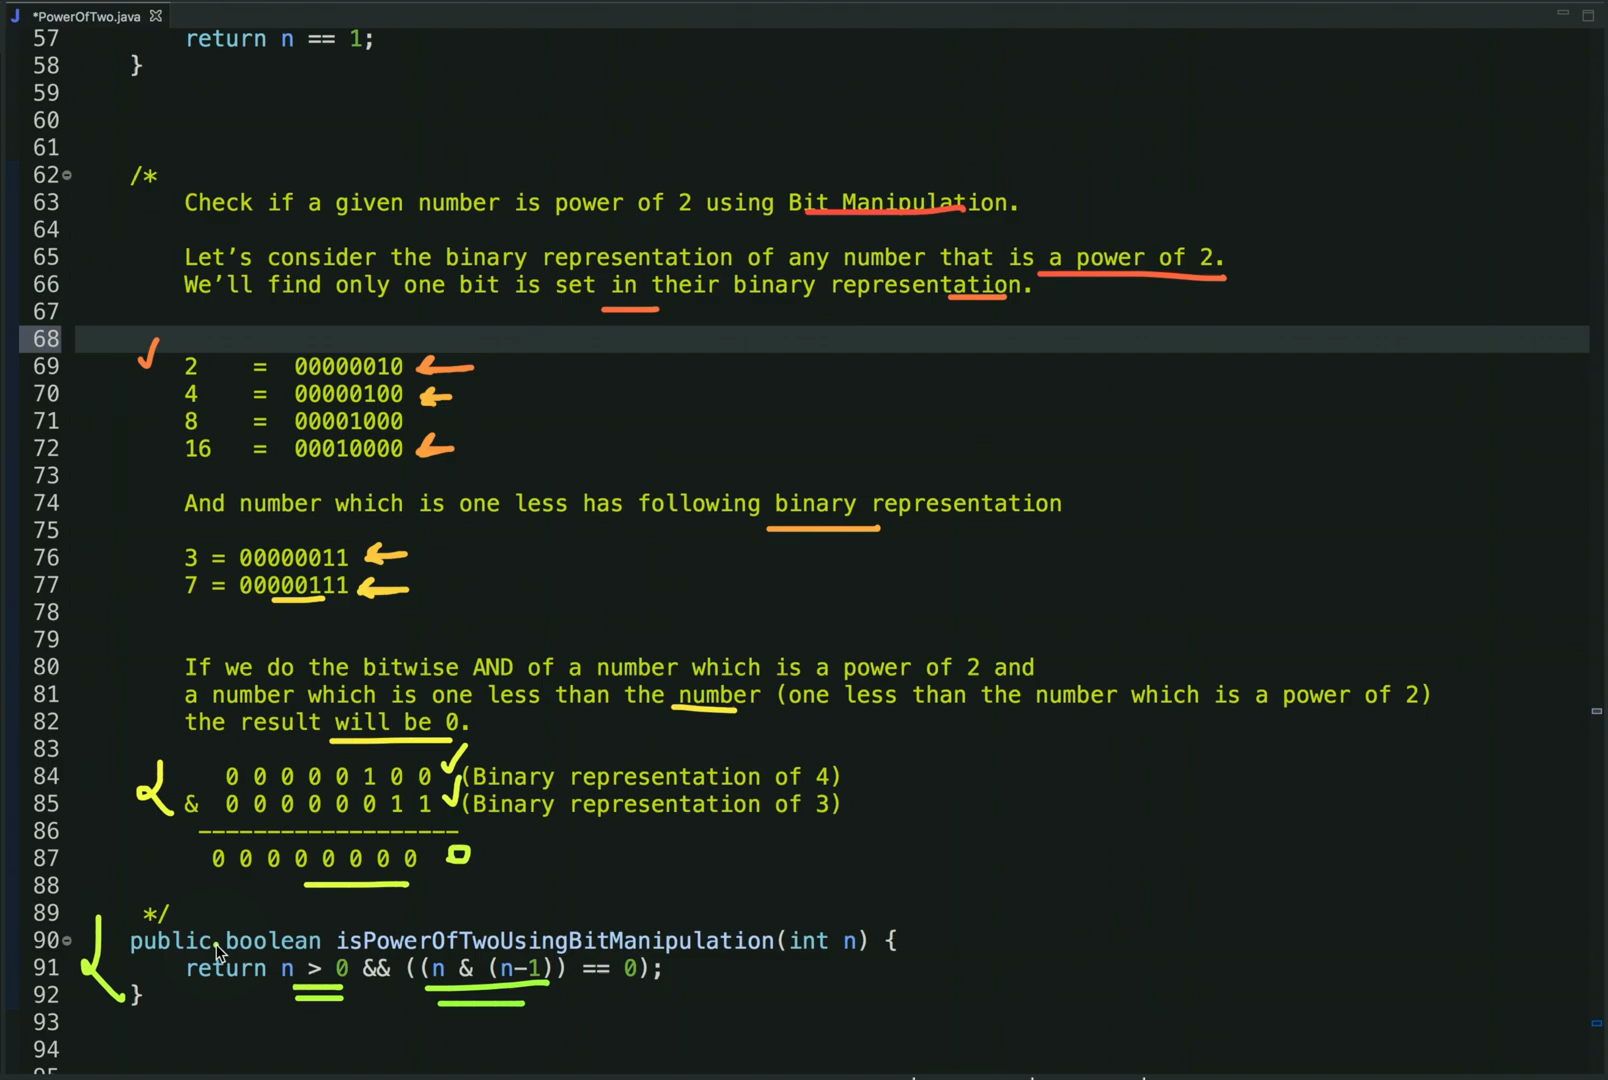 *PowerOfTwo.java
57 return n == 1;
58 }
59
60
61
62 /*
63 Check if a given number is power of 2 using Bit Manipulation.
64
65 Let’s consider the binary representation of any number that is a power of 2.
66 We’ll find only one bit is set in their binary representation.
67
68
69 2 = 00000010
70 4 = 00000100
71 8 = 00001000
72 16 = 00010000
73
74 And number which is one less has following binary representation
75
76 3 = 00000011
77 7 = 00000111
78
79
80 If we do the bitwise AND of a number which is a power of 2 and
81 a number which is one less than the number (one less than the number which is a power of 2)
82 the result will be 0.
83
84 0 0 0 0 0 1 0 0 (Binary representation of 4)
85 & 0 0 0 0 0 0 1 1 (Binary representation of 3)
86 -------------------
87 0 0 0 0 0 0 0 0
88
89 */
90 public boolean isPowerOfTwoUsingBitManipulation(int n) {
91 return n > 0 && ((n & (n-1)) == 0);
92 }
93
94
95